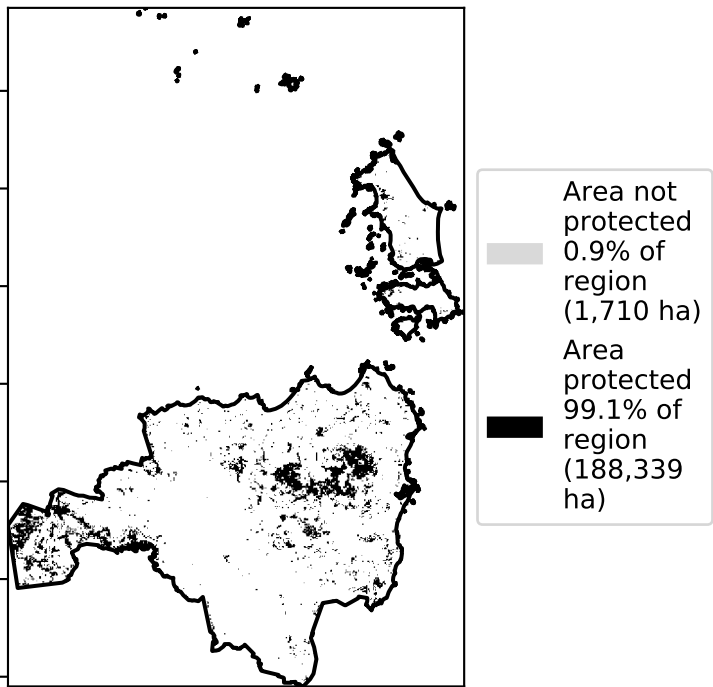 Area not
protected
0.9% of
region
(1,710 ha)
Area
protected
99.1% of
region
(188,339
ha)